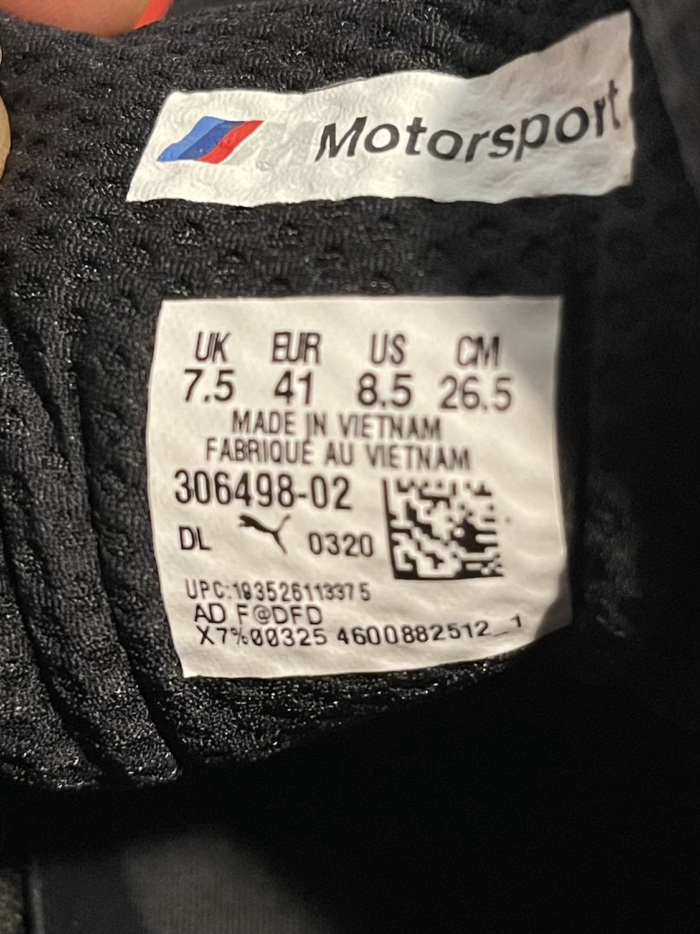 M Motorsport
UK EUR US CM
7.5 41 8.5 26.5
MADE IN VIETNAM
FABRIQUÉ AU VIETNAM
306498-02
DL 0320
UPC:193526113375
AD F@DFD
X7%00325 4600882512_1